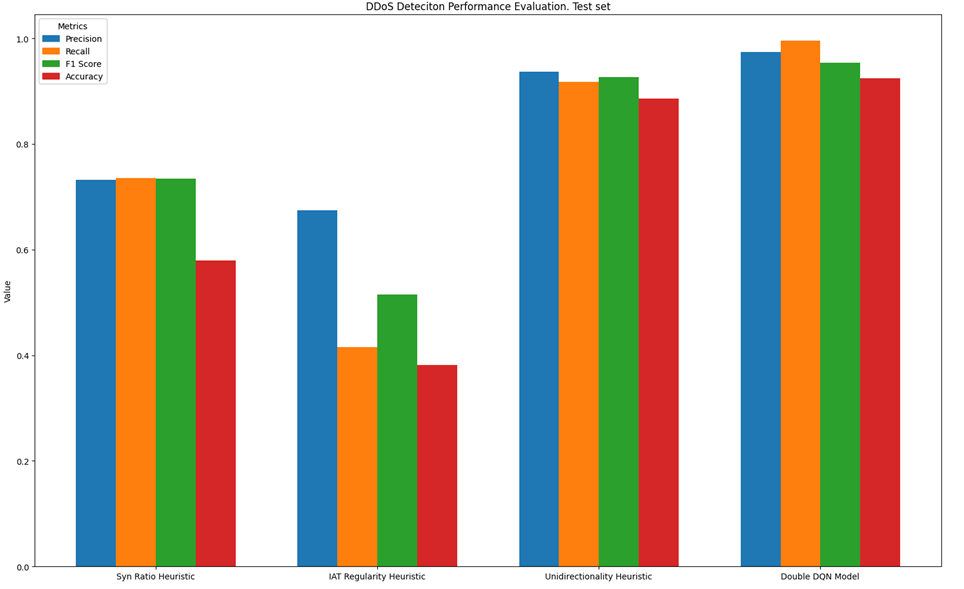 DDoS Deteciton Performance Evaluation. Test set
Metrics
Precision
Recall
F1 Score
Accuracy
1.0
0.8
0.6
0.4
0.2
0.0
Value
Syn Ratio Heuristic
IAT Regularity Heuristic
Unidirectionality Heuristic
Double DQN Model